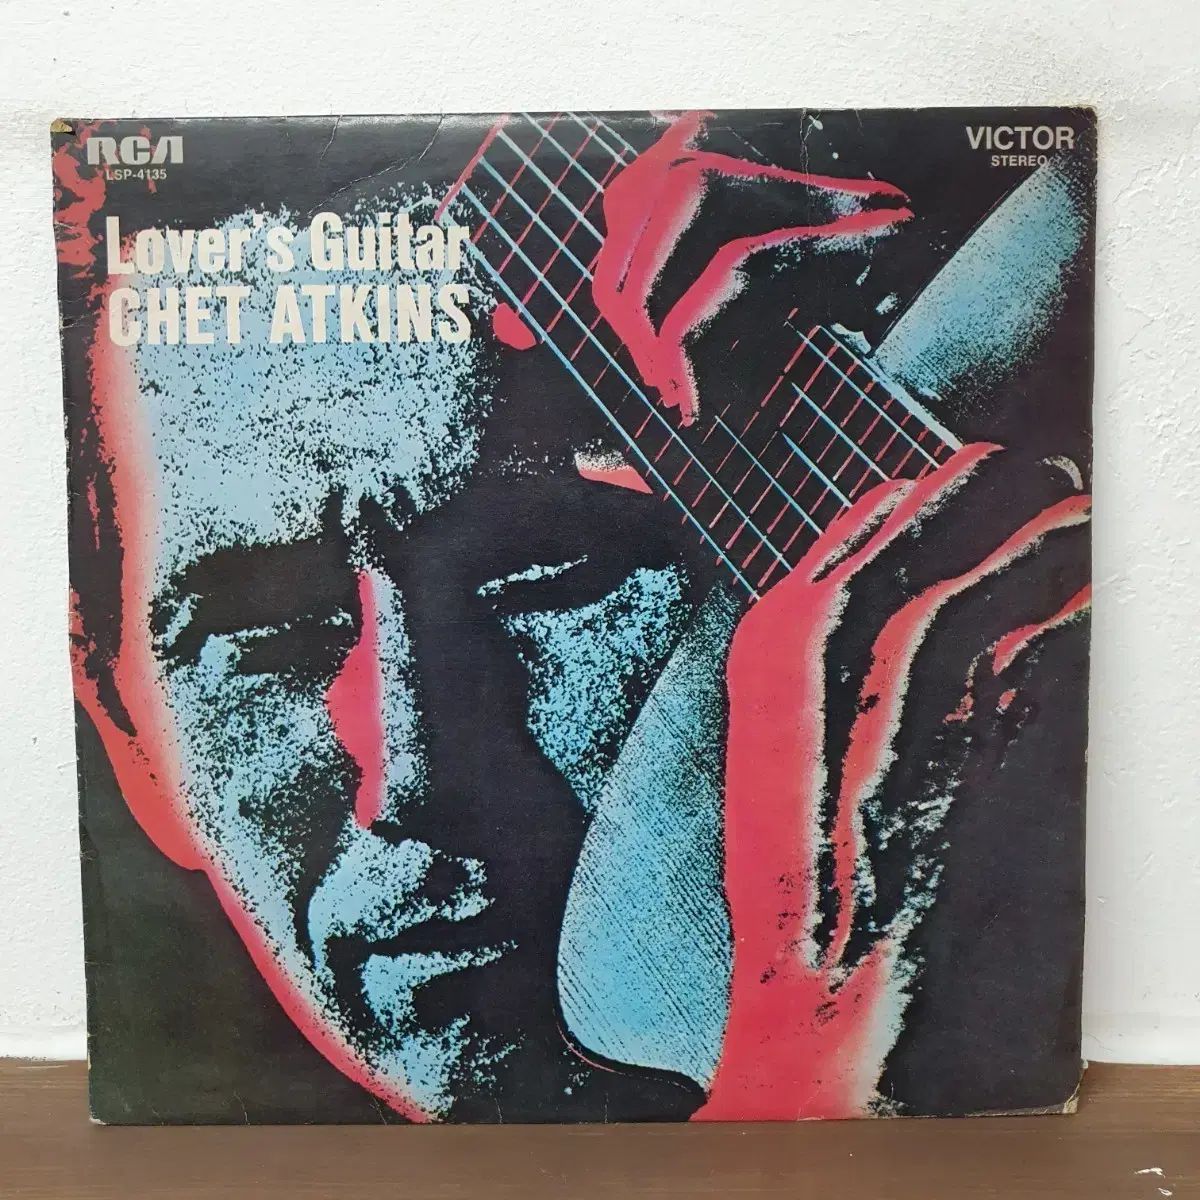 RCA
LSP-4135
VICTOR
STEREO
Lover's Guitar
CHET ATKINS